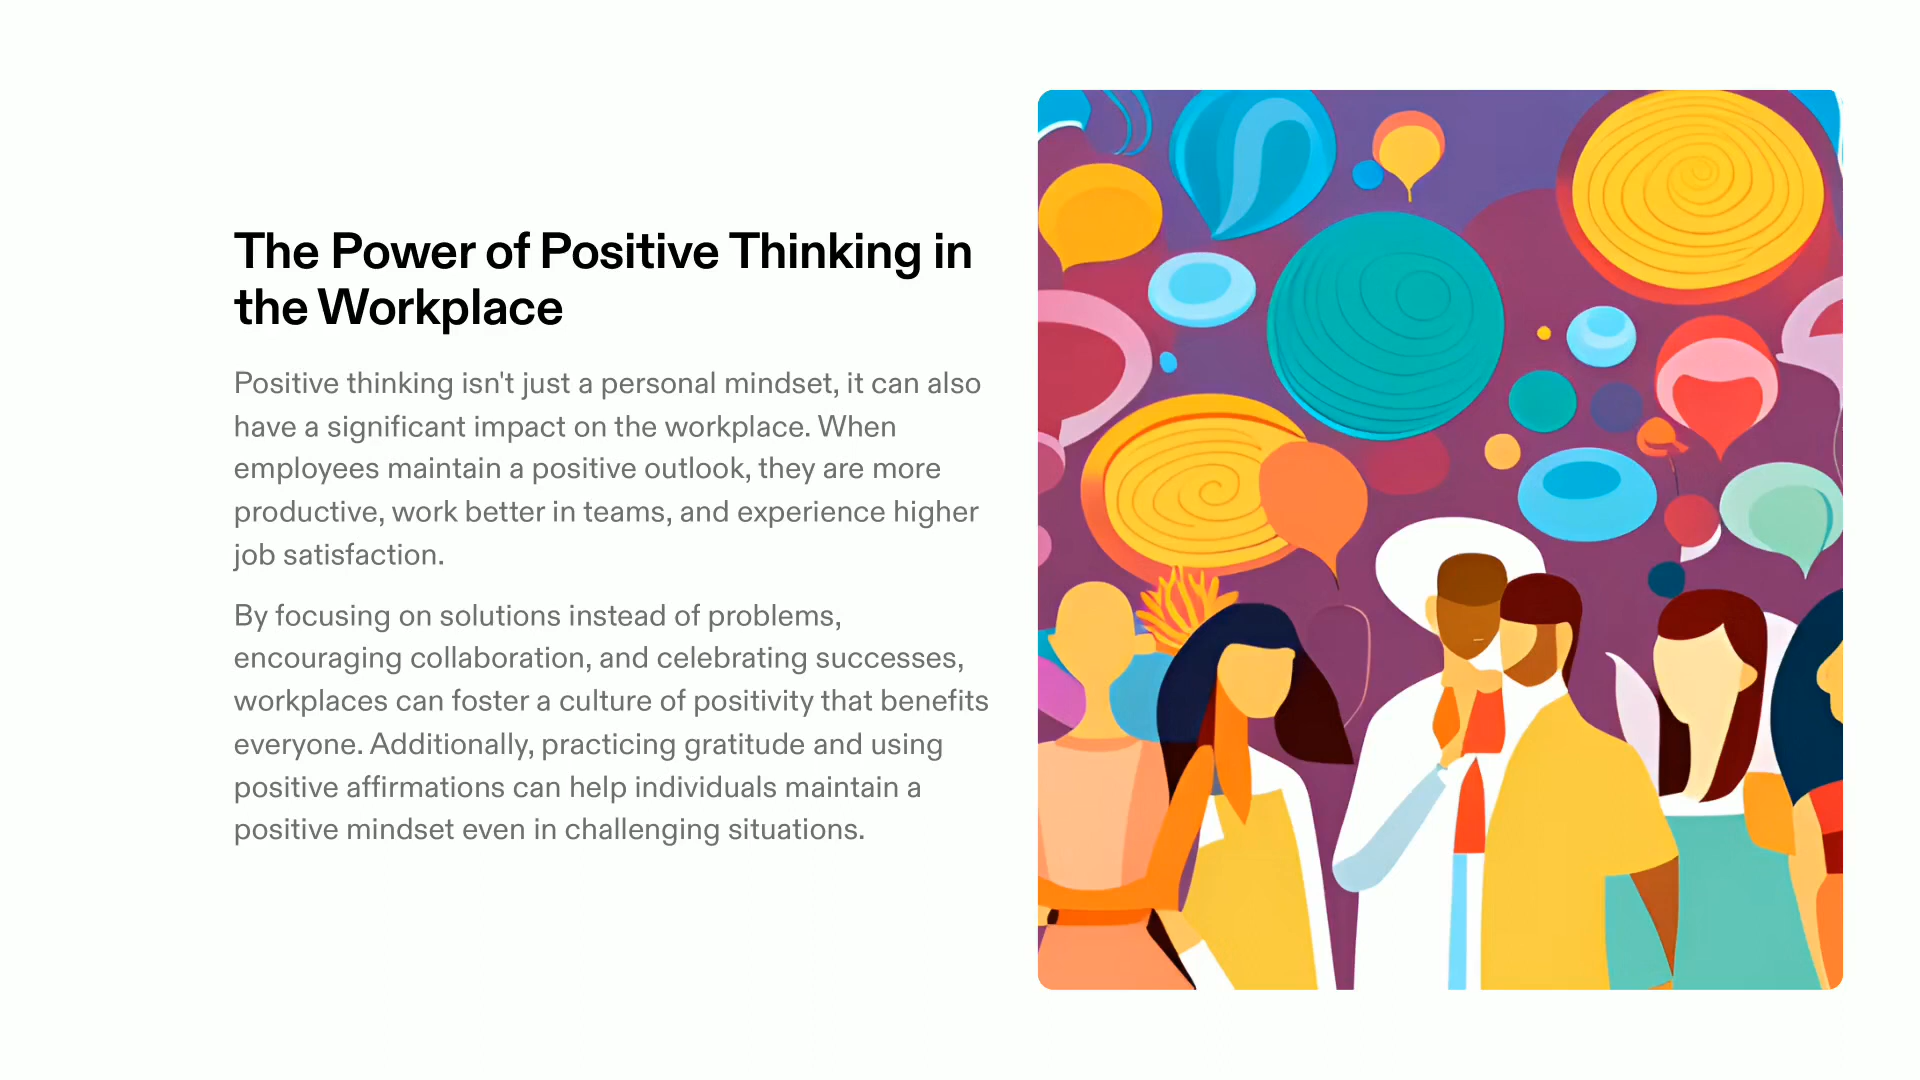 The Power of Positive Thinking in
the Workplace
Positive thinking isn't just a personal mindset, it can also
have a significant impact on the workplace. When
employees maintain a positive outlook, they are more
productive, work better in teams, and experience higher
job satisfaction.
By focusing on solutions instead of problems,
encouraging collaboration, and celebrating successes,
workplaces can foster a culture of positivity that benefits
everyone. Additionally, practicing gratitude and using
positive affirmations can help individuals maintain a
positive mindset even in challenging situations.